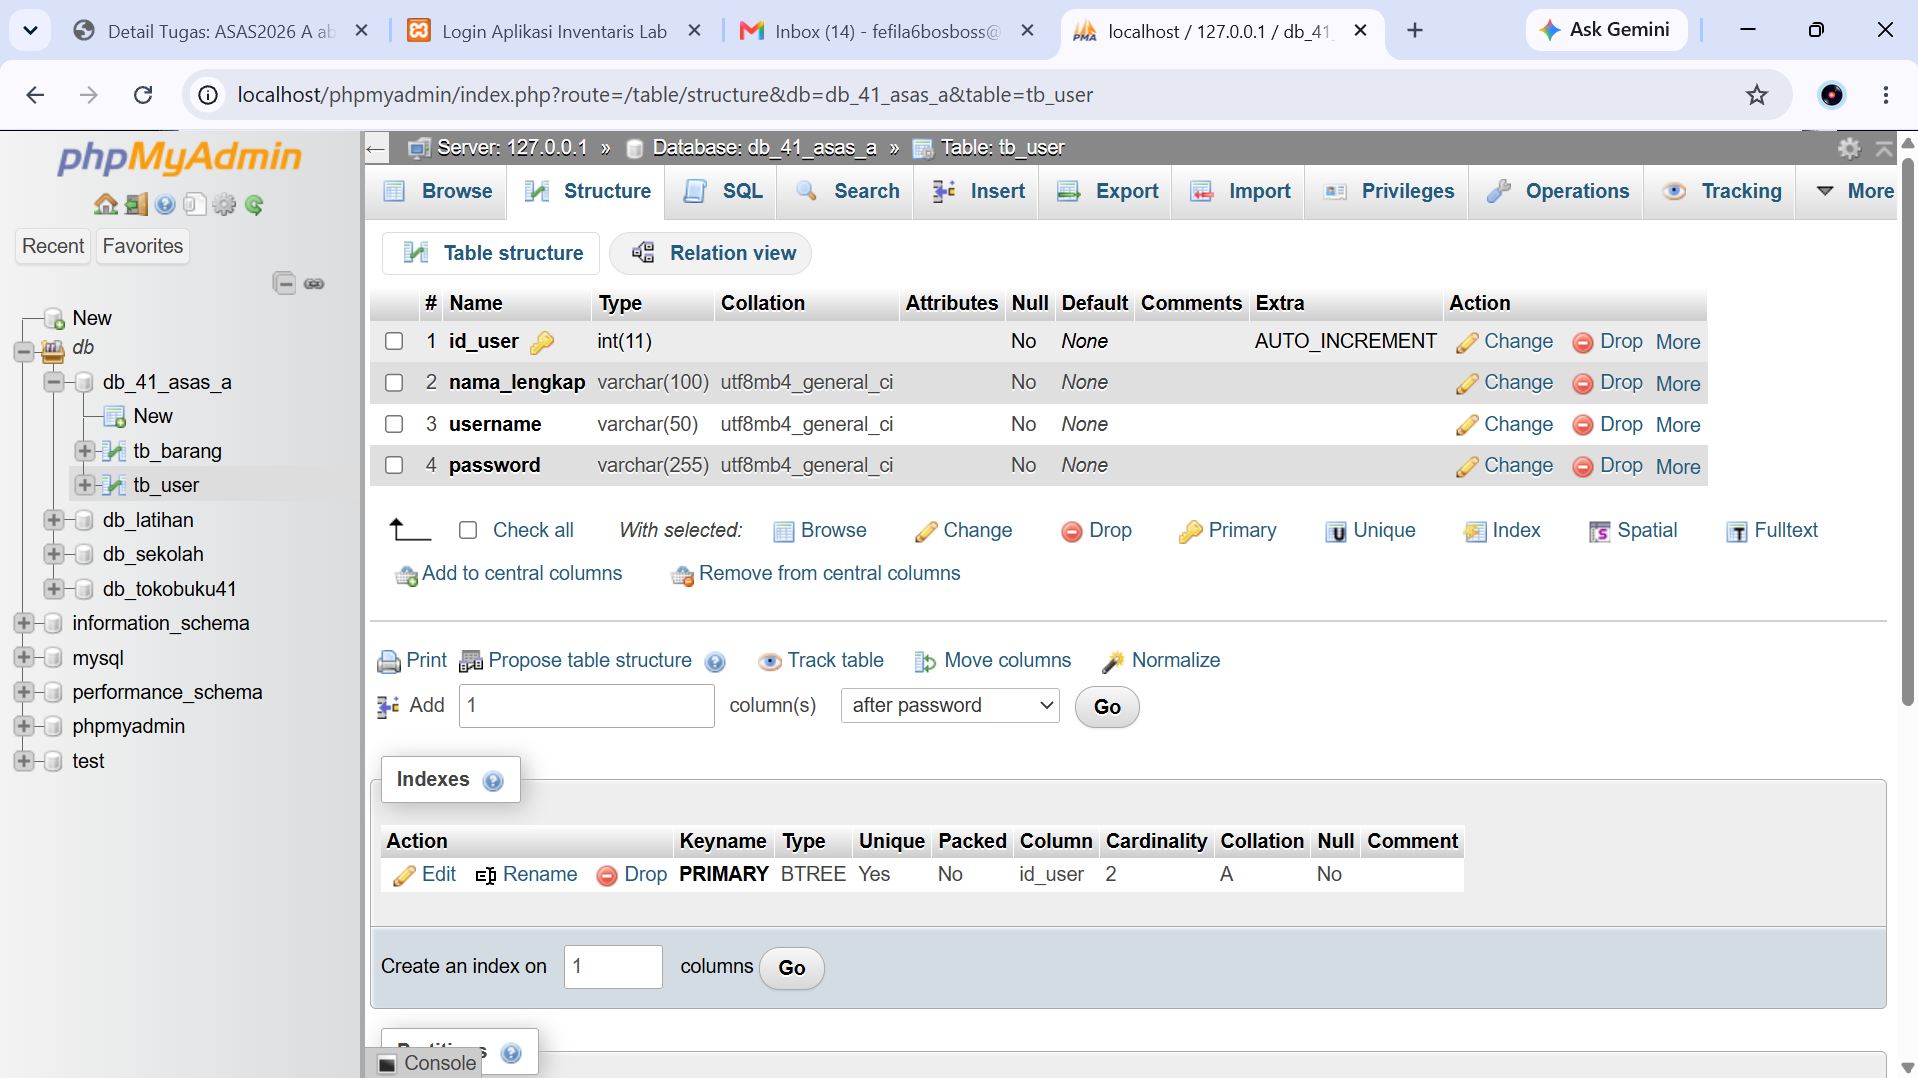 Detail Tugas: ASAS2026 A ab
Login Aplikasi Inventaris Lab
Inbox (14) - fefila6bosboss@
localhost / 127.0.0.1 / db_41_
Ask Gemini
localhost/phpmyadmin/index.php?route=/table/structure&db=db_41_asas_a&table=tb_user
phpMyAdmin
Recent
Favorites
New
db
db_41_asas_a
New
tb_barang
tb_user
db_latihan
db_sekolah
db_tokobuku41
information_schema
mysql
performance_schema
phpmyadmin
test
Server: 127.0.0.1 » Database: db_41_asas_a » Table: tb_user
Browse Structure SQL Search Insert Export Import Privileges Operations Tracking More
Table structure Relation view
# Name Type Collation Attributes Null Default Comments Extra Action
1 id_user int(11) No None AUTO_INCREMENT Change Drop More
2 nama_lengkap varchar(100) utf8mb4_general_ci No None Change Drop More
3 username varchar(50) utf8mb4_general_ci No None Change Drop More
4 password varchar(255) utf8mb4_general_ci No None Change Drop More
Check all With selected: Browse Change Drop Primary Unique Index Spatial Fulltext
Add to central columns Remove from central columns
Print Propose table structure Track table Move columns Normalize
Add 1 column(s) after password Go
Indexes
Action Keyname Type Unique Packed Column Cardinality Collation Null Comment
Edit Rename Drop PRIMARY BTREE Yes No id_user 2 A No
Create an index on 1 columns Go
Console